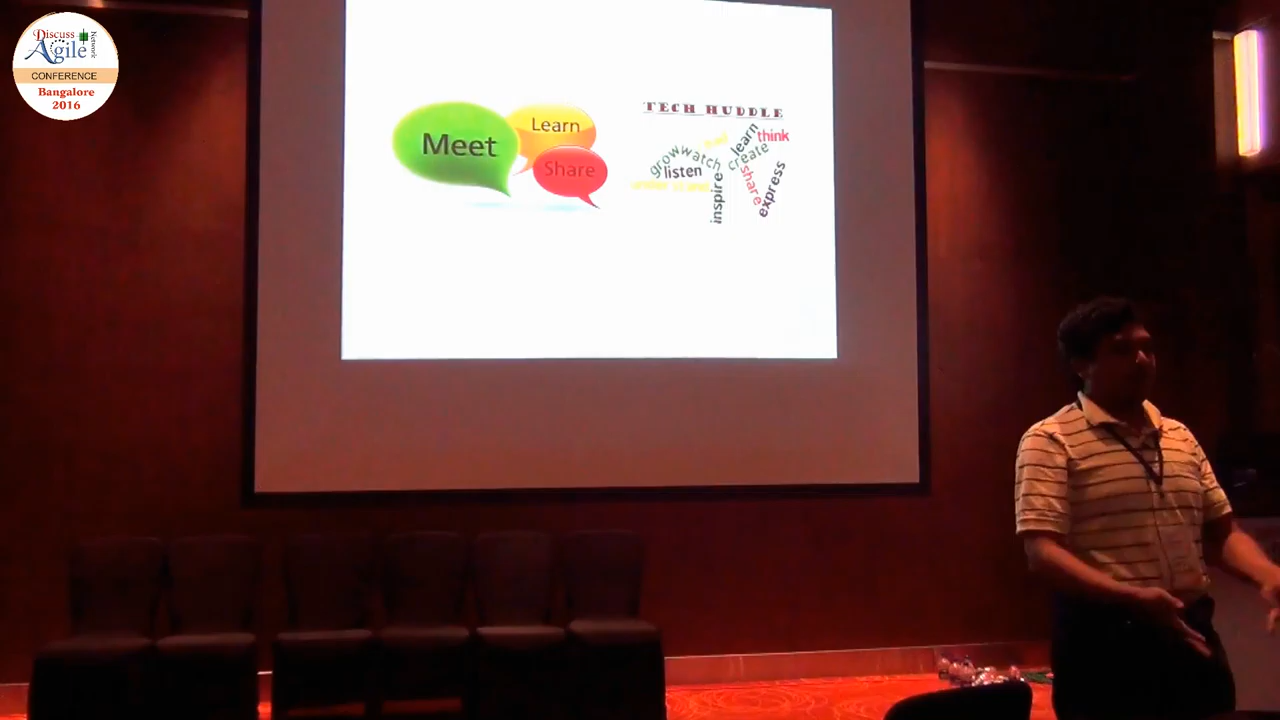 Discuss
Agile
Network
CONFERENCE
Bangalore
2016
Meet
Learn
Share
TECH HUDDLE
grow
watch
listen
inspire
learn
think
create
share
express